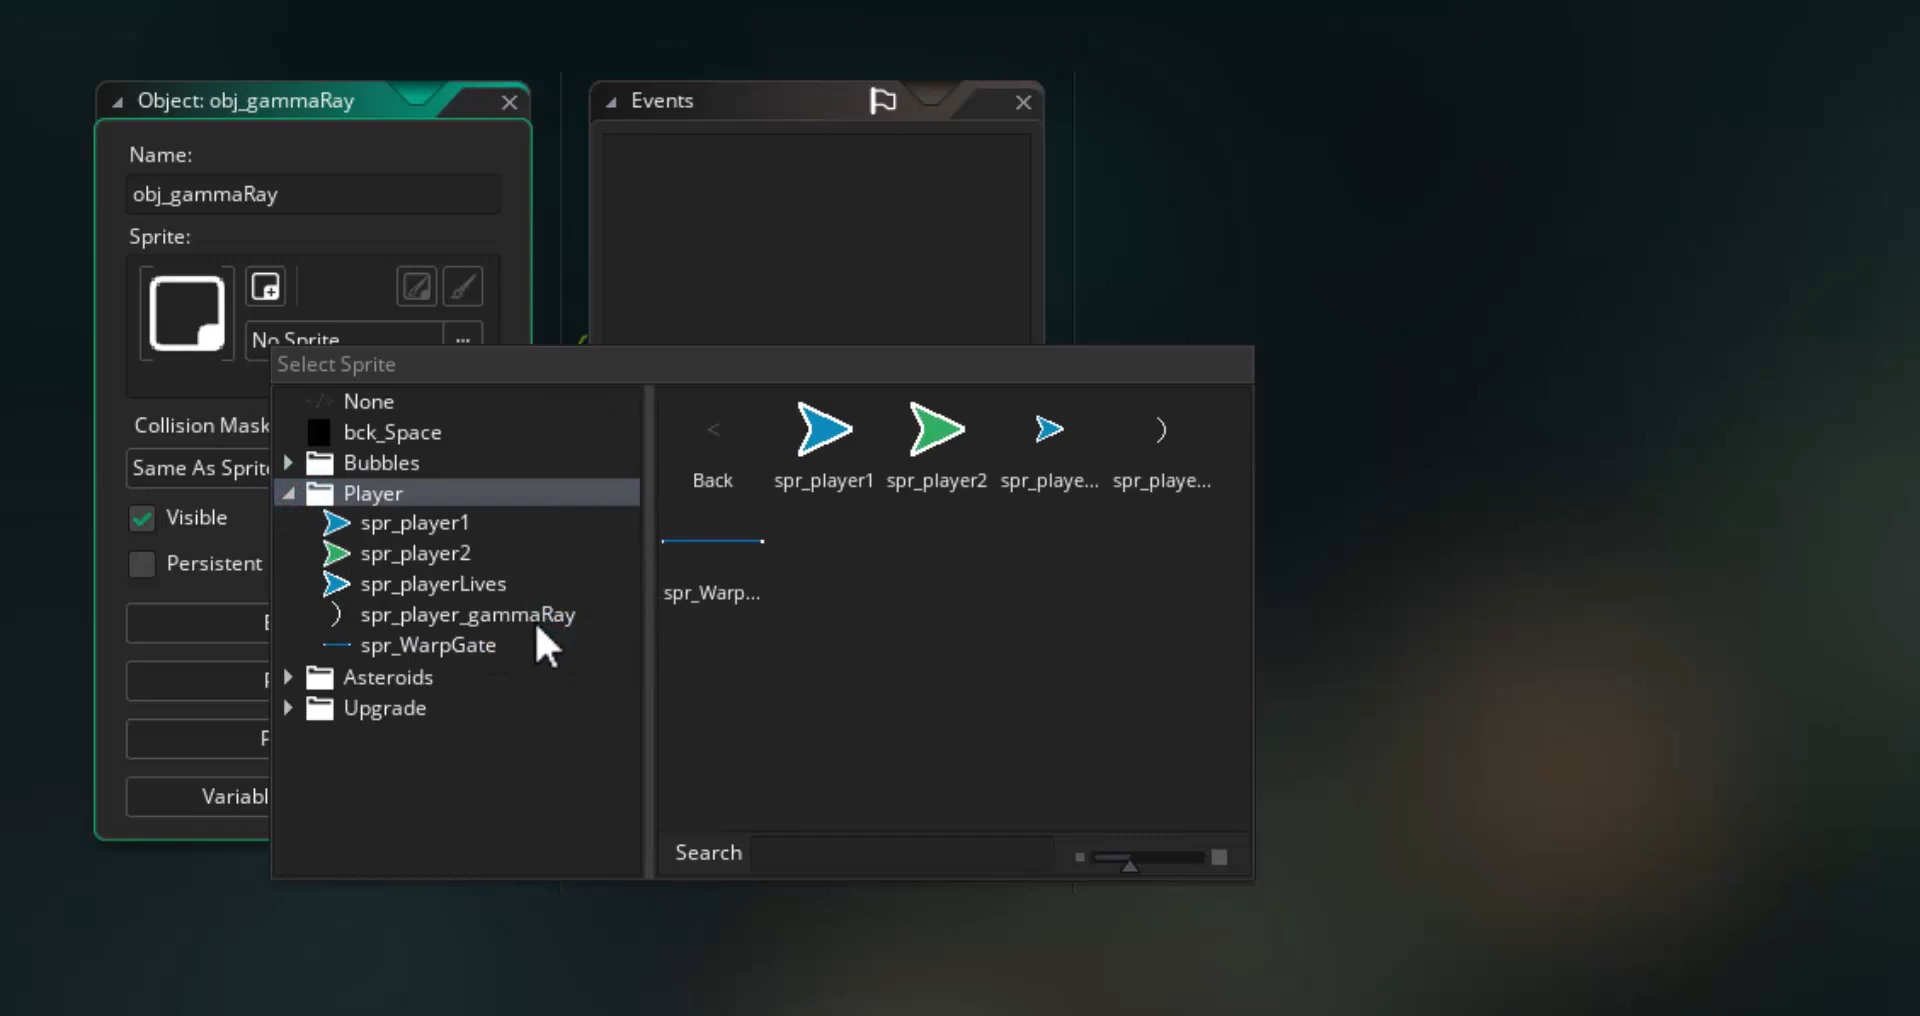 Object: obj_gammaRay
Name:
obj_gammaRay
Sprite:
No Sprite
...
Collision Mask
Same As Sprite
Visible
Persistent
Variabl
Events
Select Sprite
None
bck_Space
Bubbles
Player
spr_player1
spr_player2
spr_playerLives
spr_player_gammaRay
spr_WarpGate
Asteroids
Upgrade
<
Back
spr_player1
spr_player2
spr_playe...
spr_playe...
spr_Warp...
Search